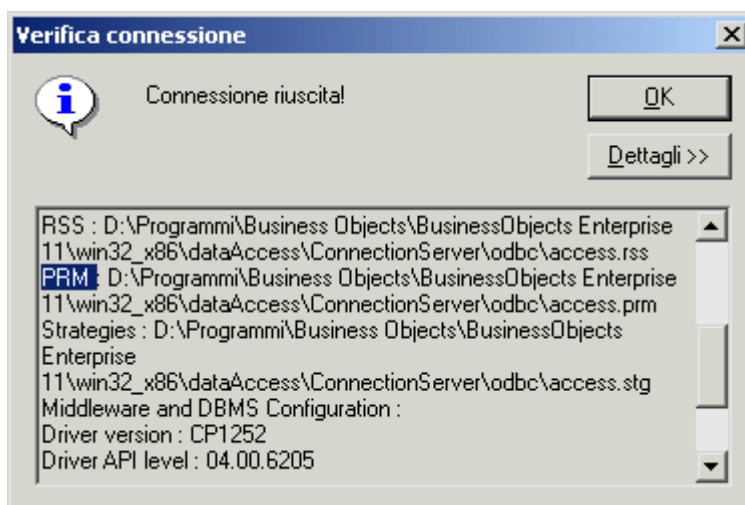 Verifica connessione
Connessione riuscita!
OK
Dettagli >>
RSS : D:\Programmi\Business Objects\BusinessObjects Enterprise
11\win32_x86\dataAccess\ConnectionServer\odbc\access.rss
PRM : D:\Programmi\Business Objects\BusinessObjects Enterprise
11\win32_x86\dataAccess\ConnectionServer\odbc\access.prm
Strategies : D:\Programmi\Business Objects\BusinessObjects
Enterprise
11\win32_x86\dataAccess\ConnectionServer\odbc\access.stg
Middleware and DBMS Configuration :
Driver version : CP1252
Driver API level : 04.00.6205